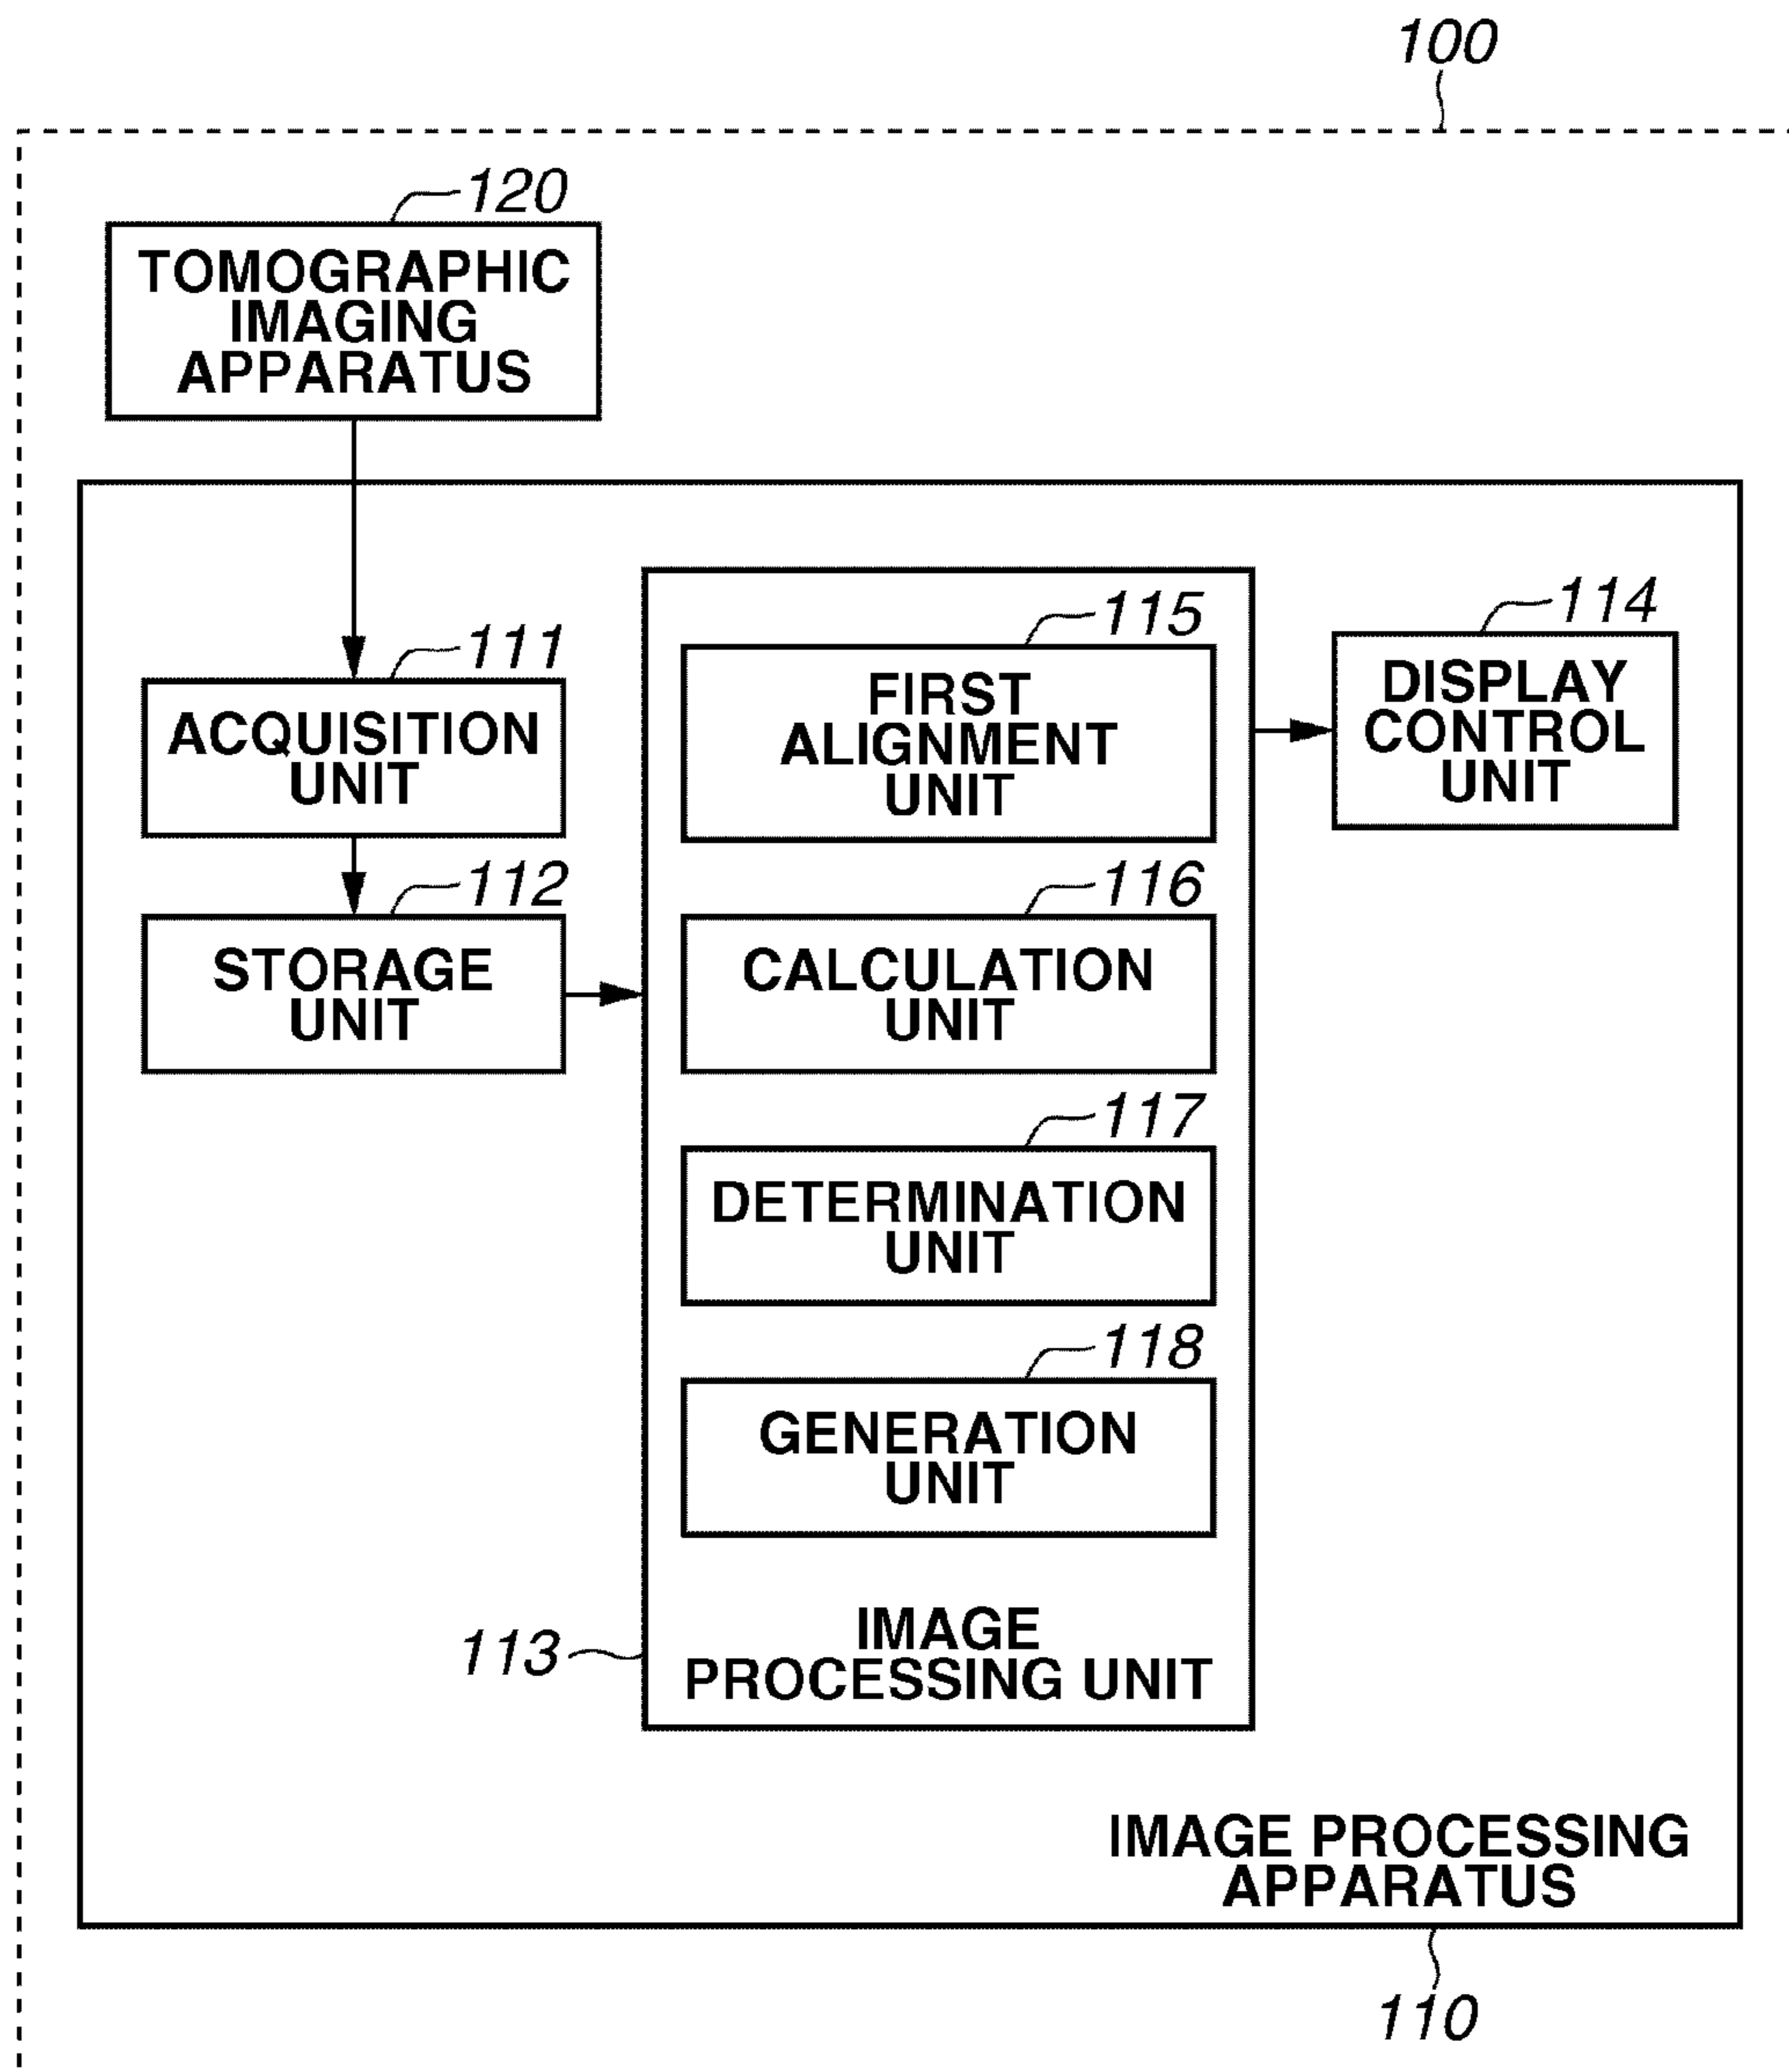 100
120
TOMOGRAPHIC
IMAGING
APPARATUS
111
ACQUISITION
UNIT
112
STORAGE
UNIT
115
FIRST
ALIGNMENT
UNIT
116
CALCULATION
UNIT
117
DETERMINATION
UNIT
118
GENERATION
UNIT
113
IMAGE
PROCESSING UNIT
114
DISPLAY
CONTROL
UNIT
IMAGE PROCESSING
APPARATUS
110